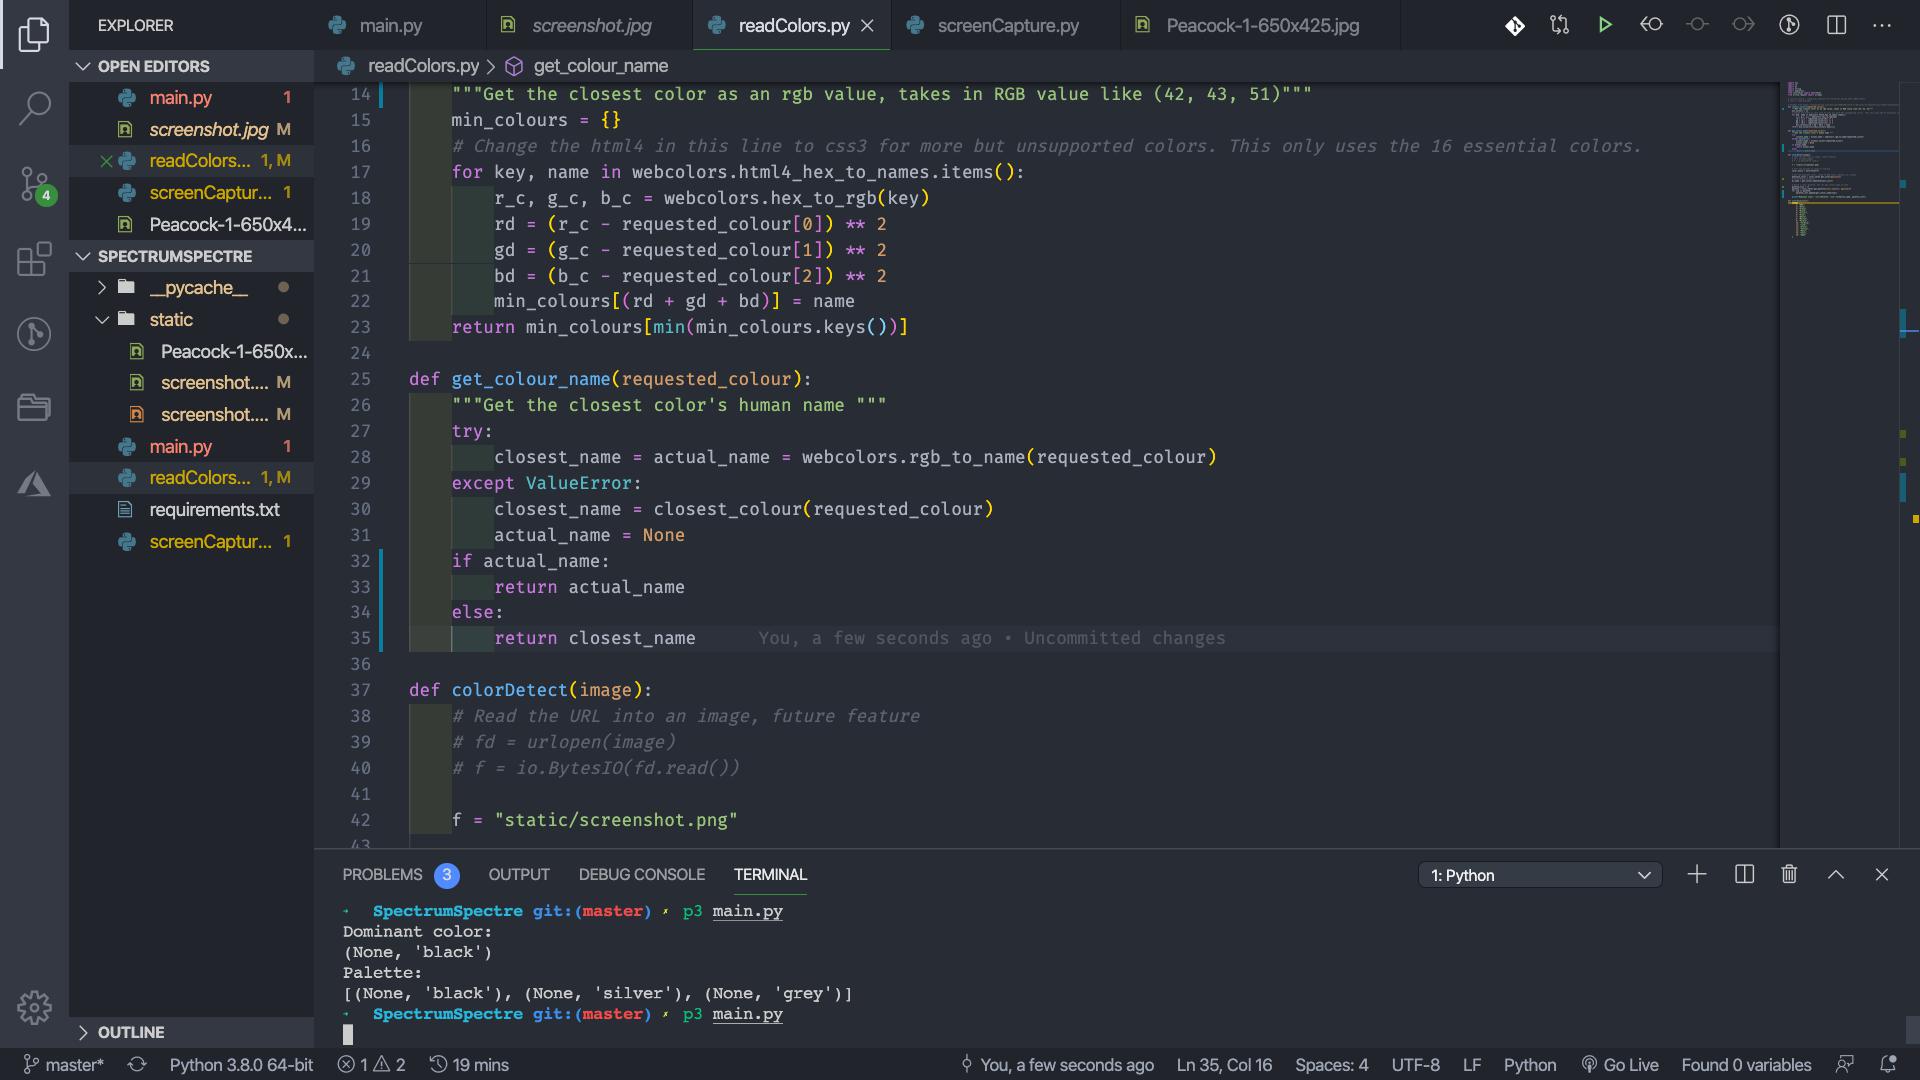 EXPLORER
main.py
screenshot.jpg
readColors.py
screenCapture.py
Peacock-1-650x425.jpg
OPEN EDITORS
main.py 1
screenshot.jpg M
readColors... 1, M
screenCaptur... 1
Peacock-1-650x4...
SPECTRUMSPECTRE
__pycache__
static
Peacock-1-650x...
screenshot.... M
screenshot.... M
main.py 1
readColors... 1, M
requirements.txt
screenCaptur... 1
OUTLINE
4
readColors.py > get_colour_name
14 """Get the closest color as an rgb value, takes in RGB value like (42, 43, 51)"""
15 min_colours = {}
16 # Change the html4 in this line to css3 for more but unsupported colors. This only uses the 16 essential colors.
17 for key, name in webcolors.html4_hex_to_names.items():
18 r_c, g_c, b_c = webcolors.hex_to_rgb(key)
19 rd = (r_c - requested_colour[0]) ** 2
20 gd = (g_c - requested_colour[1]) ** 2
21 bd = (b_c - requested_colour[2]) ** 2
22 min_colours[(rd + gd + bd)] = name
23 return min_colours[min(min_colours.keys())]
24
25 def get_colour_name(requested_colour):
26 """Get the closest color's human name """
27 try:
28 closest_name = actual_name = webcolors.rgb_to_name(requested_colour)
29 except ValueError:
30 closest_name = closest_colour(requested_colour)
31 actual_name = None
32 if actual_name:
33 return actual_name
34 else:
35 return closest_name You, a few seconds ago • Uncommitted changes
36
37 def colorDetect(image):
38 # Read the URL into an image, future feature
39 # fd = urlopen(image)
40 # f = io.BytesIO(fd.read())
41
42 f = "static/screenshot.png"
43
PROBLEMS 3 OUTPUT DEBUG CONSOLE TERMINAL 1: Python
SpectrumSpectre git:(master) ⚡ p3 main.py
Dominant color:
(None, 'black')
Palette:
[(None, 'black'), (None, 'silver'), (None, 'grey')]
SpectrumSpectre git:(master) ⚡ p3 main.py
master* Python 3.8.0 64-bit 1 2 19 mins You, a few seconds ago Ln 35, Col 16 Spaces: 4 UTF-8 LF Python Go Live Found 0 variables